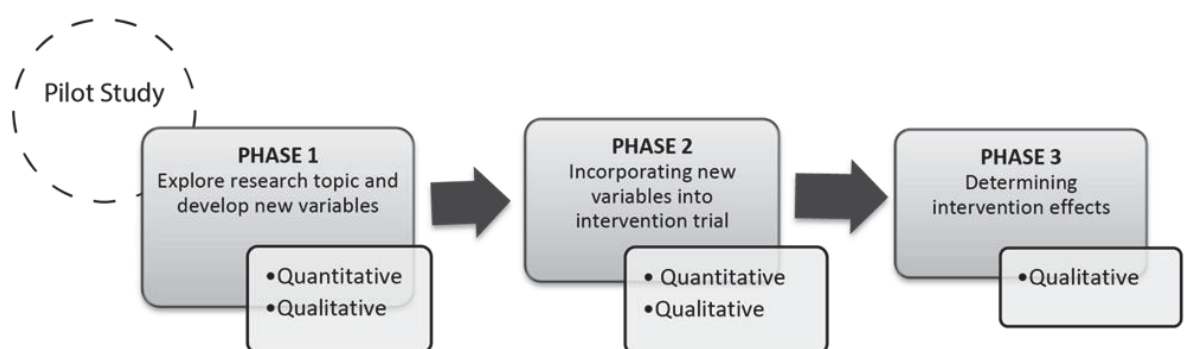 Pilot Study
PHASE 1
Explore research topic and
develop new variables
•Quantitative
•Qualitative
PHASE 2
Incorporating new
variables into
intervention trial
• Quantitative
•Qualitative
PHASE 3
Determining
intervention effects
•Qualitative